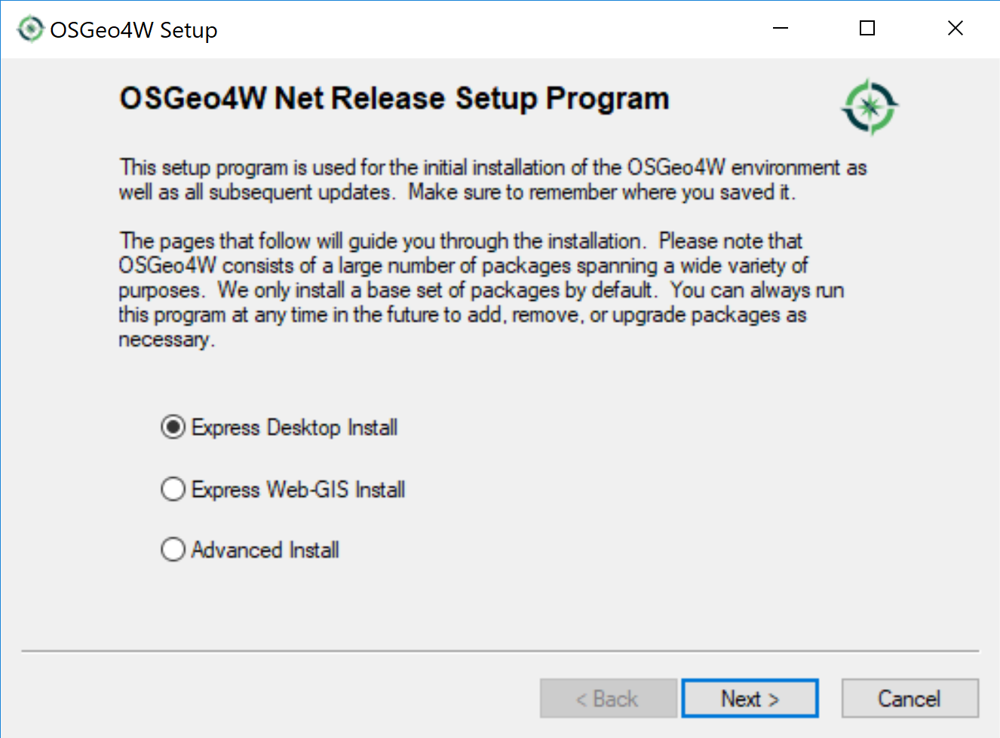 OSGeo4W Setup
OSGeo4W Net Release Setup Program
This setup program is used for the initial installation of the OSGeo4W environment as
well as all subsequent updates.  Make sure to remember where you saved it.
The pages that follow will guide you through the installation.  Please note that
OSGeo4W consists of a large number of packages spanning a wide variety of
purposes.  We only install a base set of packages by default.  You can always run
this program at any time in the future to add, remove, or upgrade packages as
necessary.
Express Desktop Install
Express Web-GIS Install
Advanced Install
< Back Next > Cancel